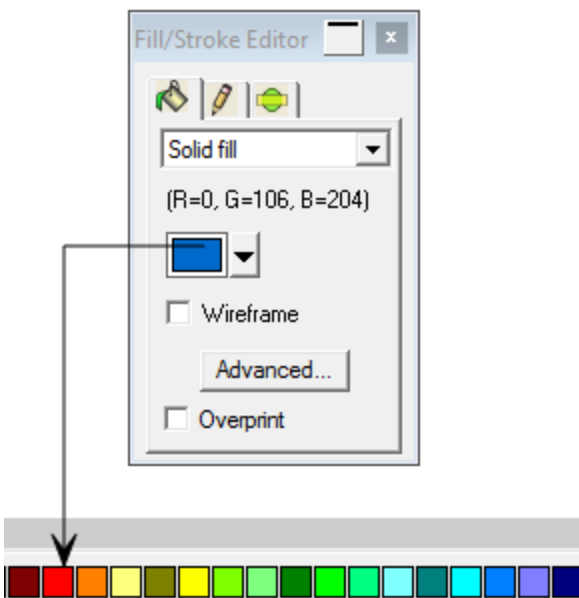 Fill/Stroke Editor
Solid fill
(R=0, G=106, B=204)
Wireframe
Advanced...
Overprint